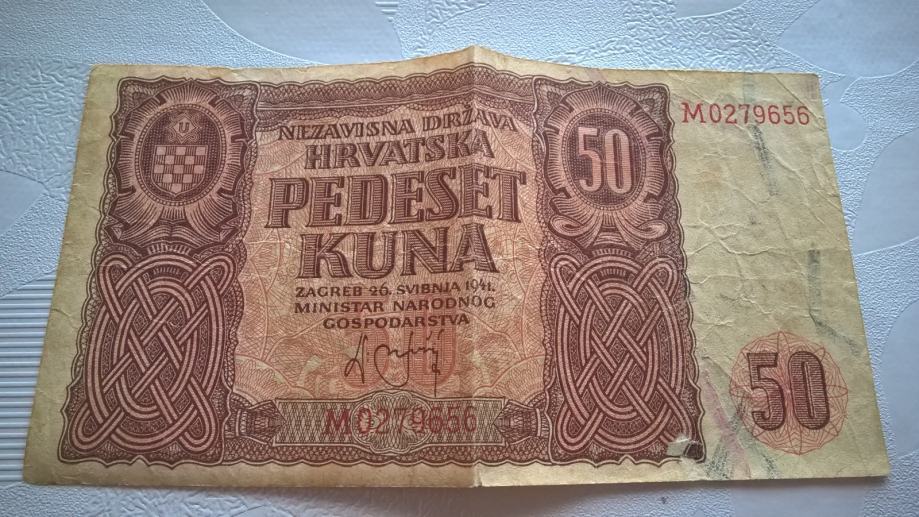 U
NEZAVISNA DRŽAVA
HRVATSKA
PEDESET
KUNA
ZAGREB 26. SVIBNJA 1941.
MINISTAR NARODNOG
GOSPODARSTVA
M0279656
50
M0279656
50